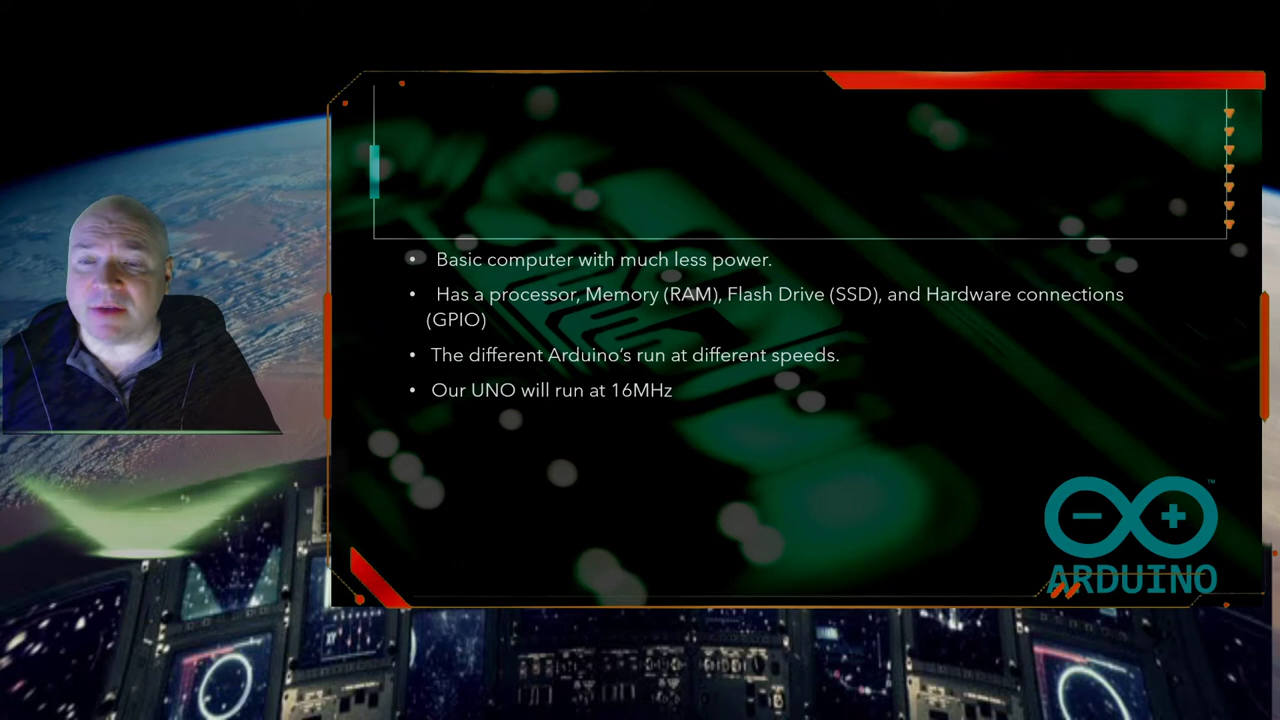 • Basic computer with much less power.
• Has a processor, Memory (RAM), Flash Drive (SSD), and Hardware connections
(GPIO)
• The different Arduino’s run at different speeds.
• Our UNO will run at 16MHz
ARDUINO™